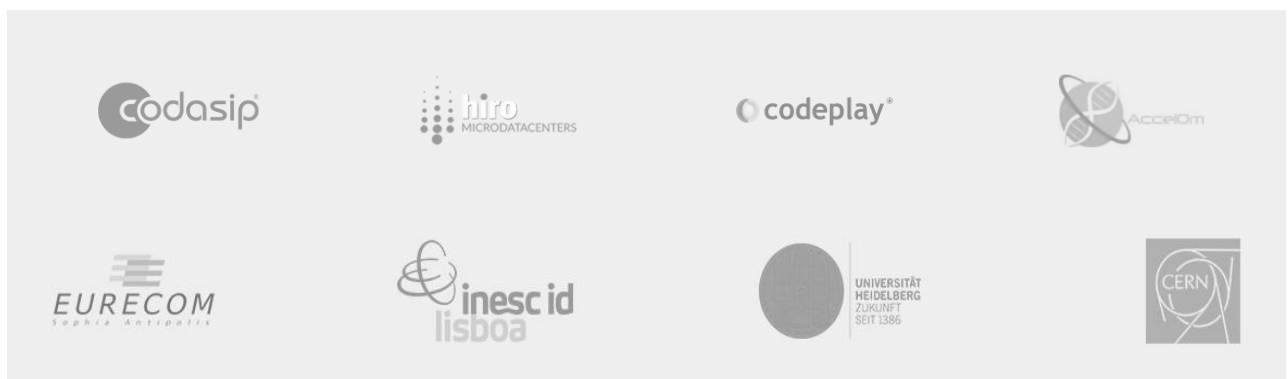 codasip®
hiro
MICRODATACENTERS
codeplay®
AccelOm
EURECOM
Sophia Antipolis
inesc id
lisboa
UNIVERSITÄT
HEIDELBERG
ZUKUNFT
SEIT 1386
CERN